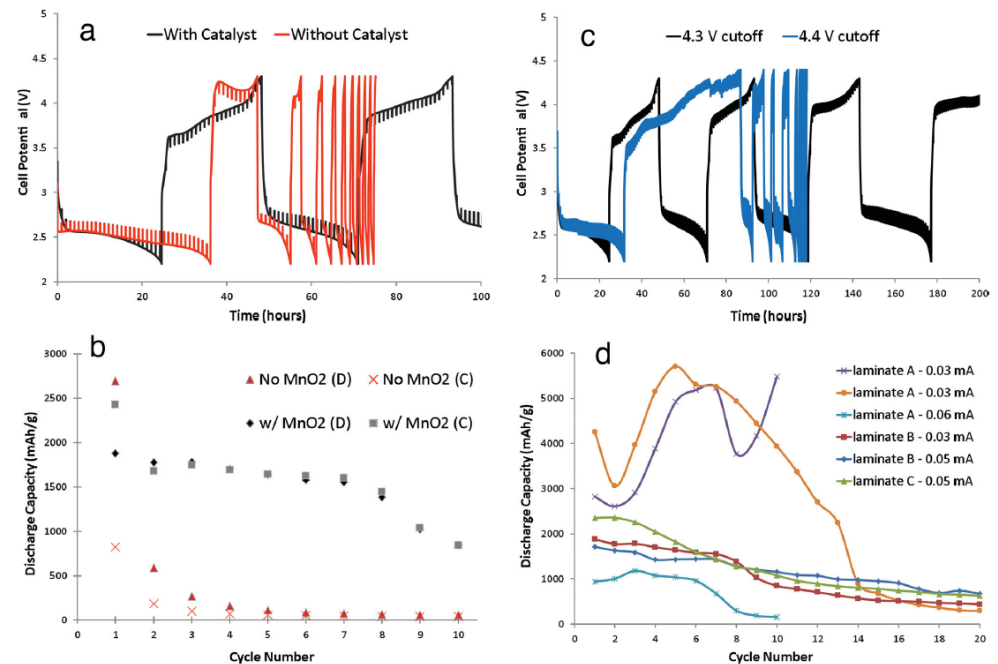 a
With Catalyst Without Catalyst
4.5
4
3.5
3
2.5
2
Cell Potenti al (V)
0 20 40 60 80 100
Time (hours)
c
4.3 V cutoff 4.4 V cutoff
4.5
4
3.5
3
2.5
2
Cell Potenti al (V)
0 20 40 60 80 100 120 140 160 180 200
Time (hours)
b
No MnO2 (D) No MnO2 (C)
w/ MnO2 (D) w/ MnO2 (C)
3000
2500
2000
1500
1000
500
0
Discharge Capacity (mAh/g)
1 2 3 4 5 6 7 8 9 10
Cycle Number
d
laminate A - 0.03 mA
laminate A - 0.03 mA
laminate A - 0.06 mA
laminate B - 0.03 mA
laminate B - 0.05 mA
laminate C - 0.05 mA
6000
5000
4000
3000
2000
1000
0
Discharge Capacity (mAh/g)
0 2 4 6 8 10 12 14 16 18 20
Cycle Number